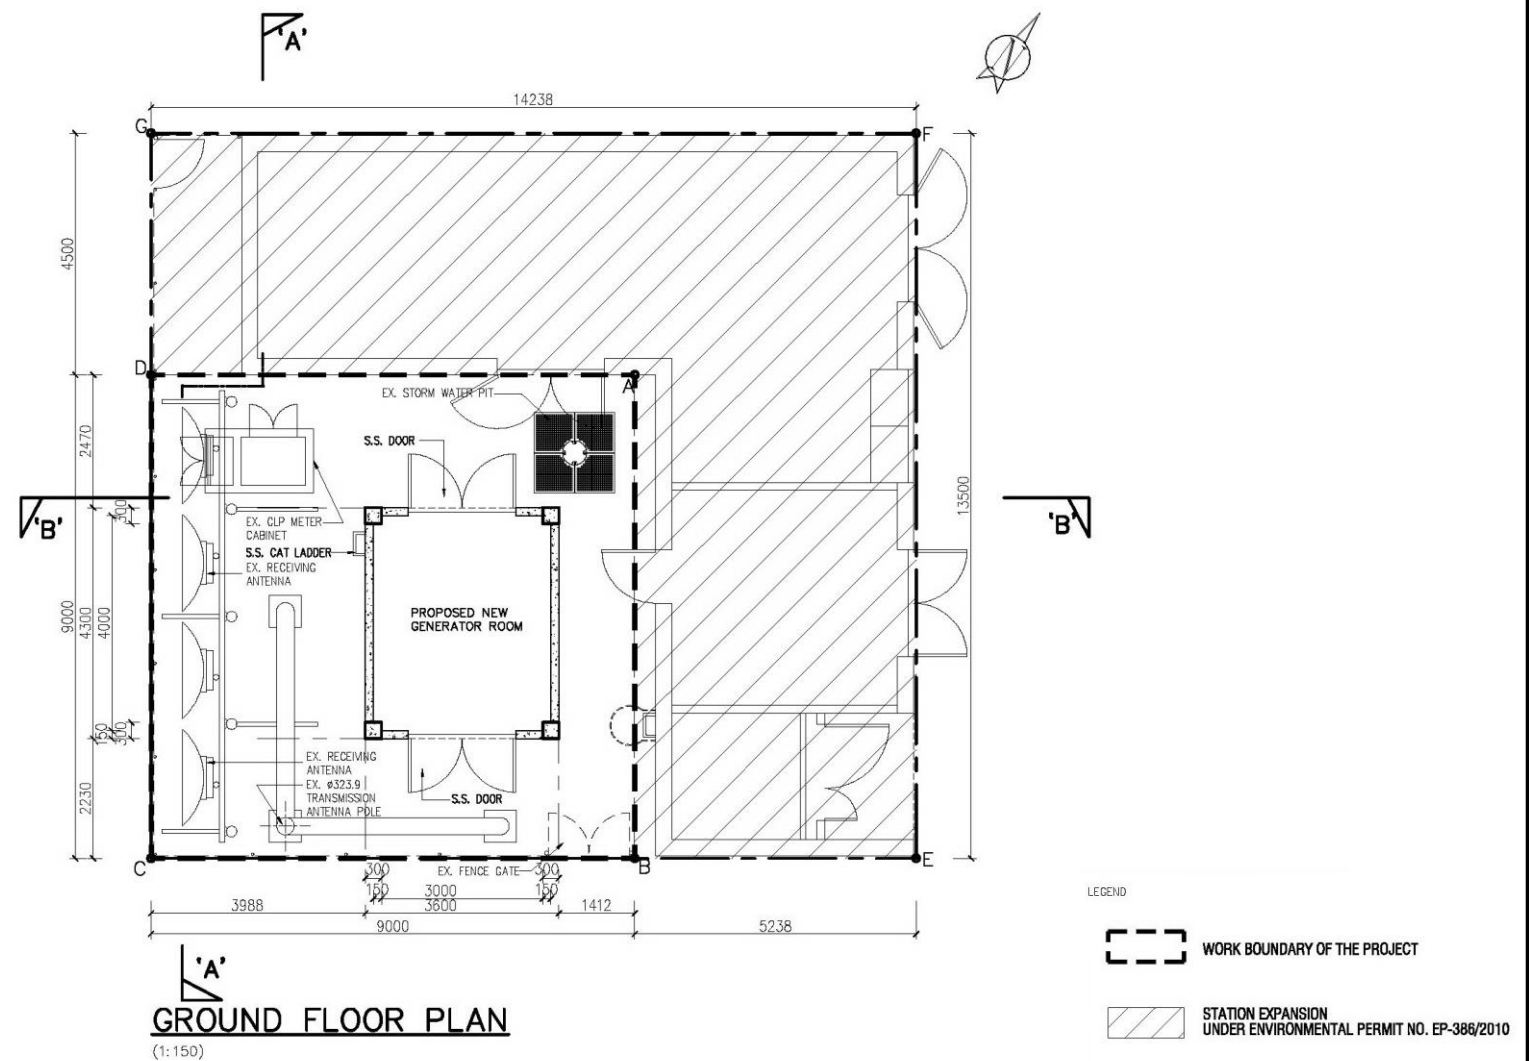 'A'
14238
G
F
4500
D
A
EX. STORM WATER PIT
S.S. DOOR
2470
'B'
300
EX. CLP METER
CABINET
S.S. CAT LADDER
EX. RECEIVING
ANTENNA
13500
'B'
9000
4300
4000
PROPOSED NEW
GENERATOR ROOM
150
300
EX. RECEIVING
ANTENNA
EX. ø323.9
TRANSMISSION
ANTENNA POLE
S.S. DOOR
2230
C
B
E
EX. FENCE GATE
300
300
150
3000
150
3988
3600
1412
9000
5238
LEGEND
WORK BOUNDARY OF THE PROJECT
'A'
GROUND FLOOR PLAN
(1:150)
STATION EXPANSION
UNDER ENVIRONMENTAL PERMIT NO. EP-386/2010